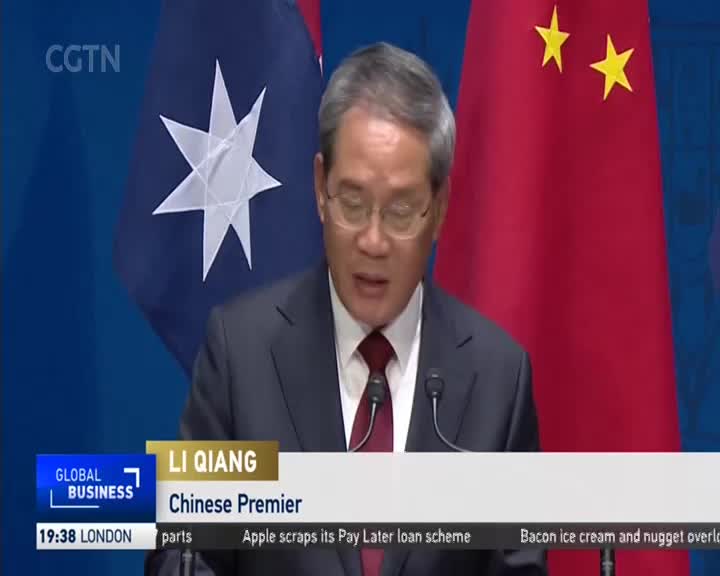 CGTN
LI QIANG
GLOBAL
BUSINESS
Chinese Premier
19:38 LONDON
parts Apple scraps its Pay Later loan scheme Bacon ice cream and nugget